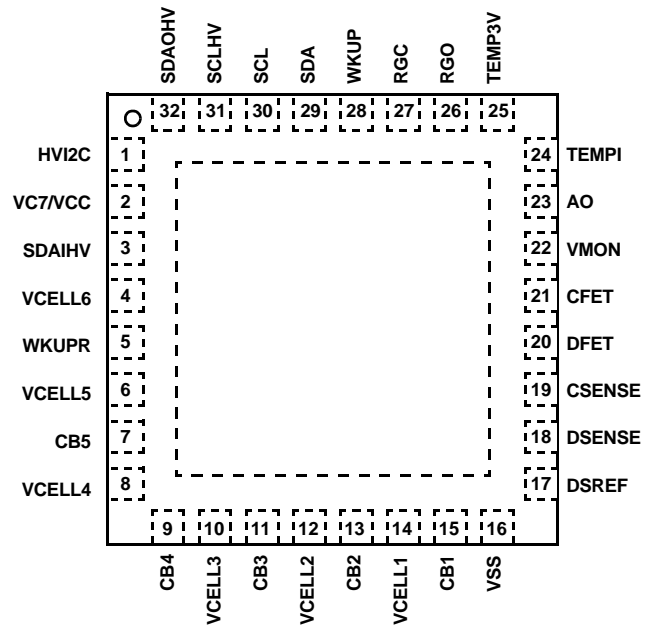 SDAOHV
SCLHV
SCL
SDA
WKUP
RGC
RGO
TEMP3V
32 31 30 29 28 27 26 25
HVI2C 1 24 TEMPI
VC7/VCC 2 23 AO
SDAIHV 3 22 VMON
VCELL6 4 21 CFET
WKUPR 5 20 DFET
VCELL5 6 19 CSENSE
CB5 7 18 DSENSE
VCELL4 8 17 DSREF
9 10 11 12 13 14 15 16
CB4
VCELL3
CB3
VCELL2
CB2
VCELL1
CB1
VSS